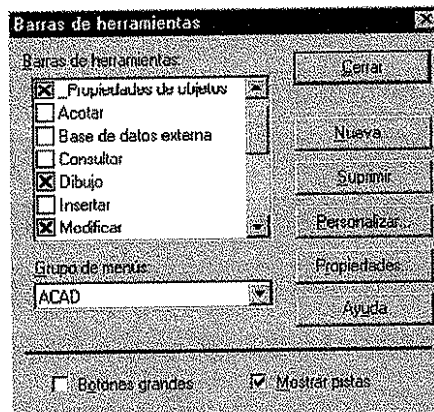 Barras de herramientas
Barras de herramientas:
_Propiedades de objetos
Acotar
Base de datos externa
Consultar
Dibujo
Insertar
Modificar
Grupo de menús:
ACAD
Cerrar
Nueva...
Suprimir
Personalizar...
Propiedades...
Ayuda
Botones grandes
Mostrar pistas